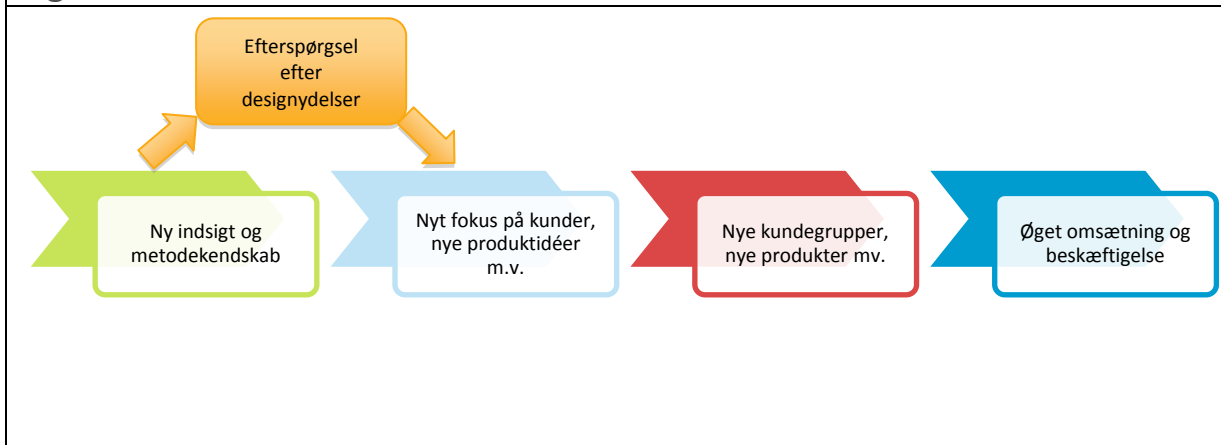 Efterspørgsel
efter
designydelser
Ny indsigt og
metodekendskab
Nyt fokus på kunder,
nye produktidéer
m.v.
Nye kundegrupper,
nye produkter mv.
Øget omsætning og
beskæftigelse